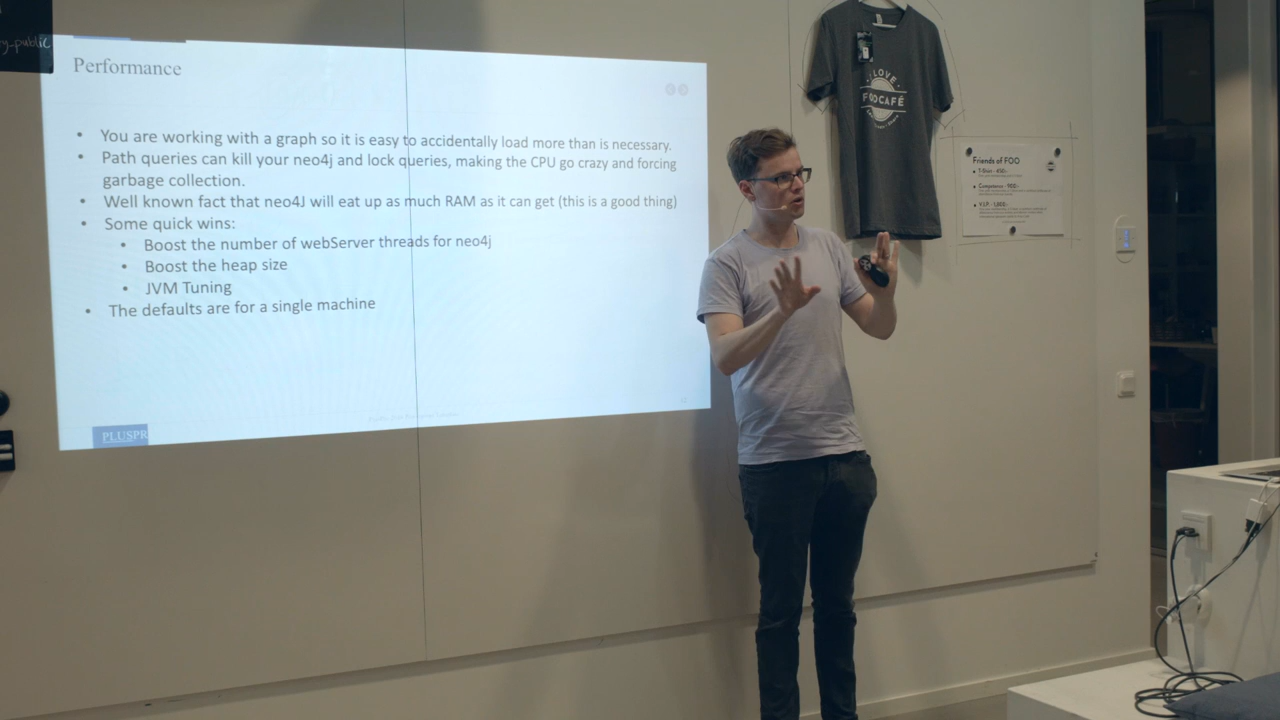 y_public
Performance
• You are working with a graph so it is easy to accidentally load more than is necessary.
• Path queries can kill your neo4j and lock queries, making the CPU go crazy and forcing
garbage collection.
• Well known fact that neo4J will eat up as much RAM as it can get (this is a good thing)
• Some quick wins:
• Boost the number of webServer threads for neo4j
• Boost the heap size
• JVM Tuning
• The defaults are for a single machine
PLUSPR
I LOVE
FOOCAFÉ
Friends of FOO
• T-Shirt
• Competence
• V.I.P.